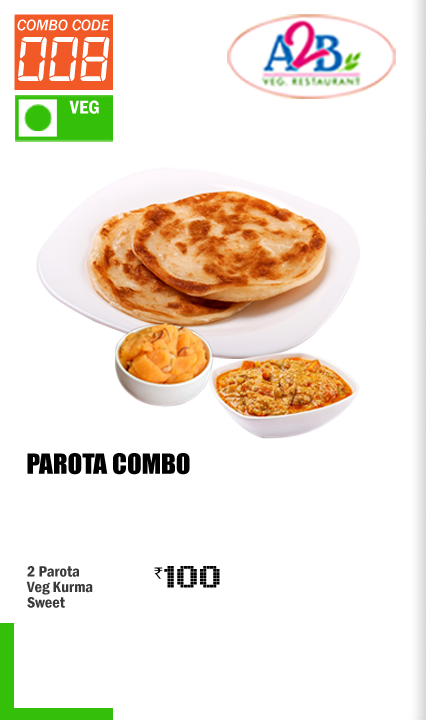 COMBO CODE
008
VEG
A2B
VEG. RESTAURANT
PAROTA COMBO
2 Parota
Veg Kurma
Sweet
₹100